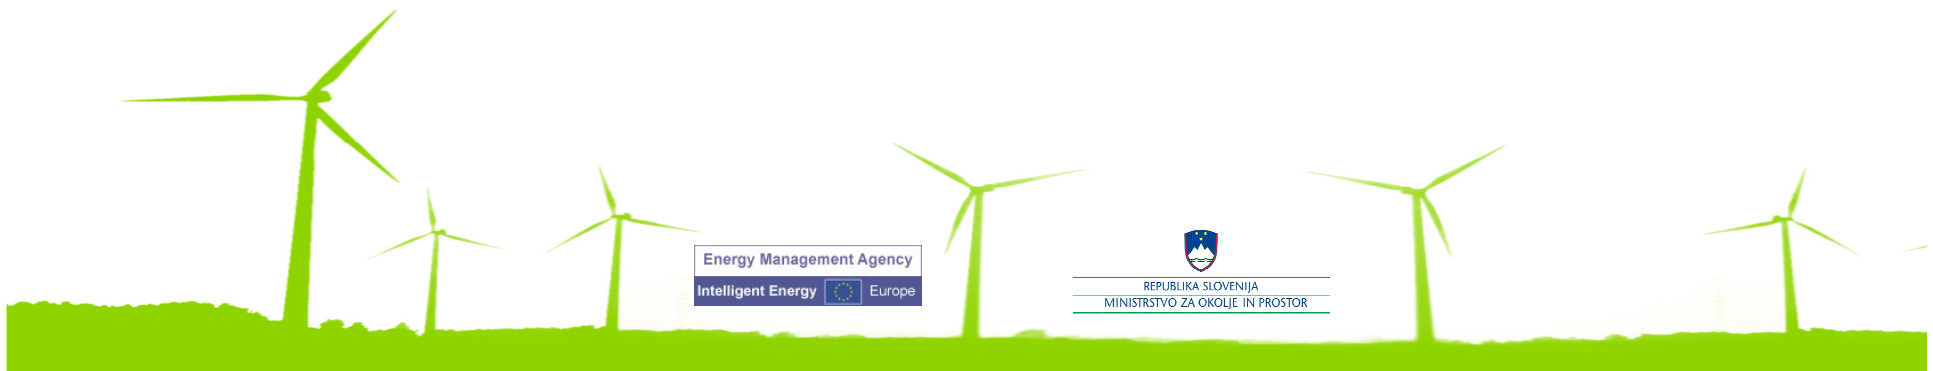 Energy Management Agency
Intelligent Energy Europe
REPUBLIKA SLOVENIJA
MINISTRSTVO ZA OKOLJE IN PROSTOR